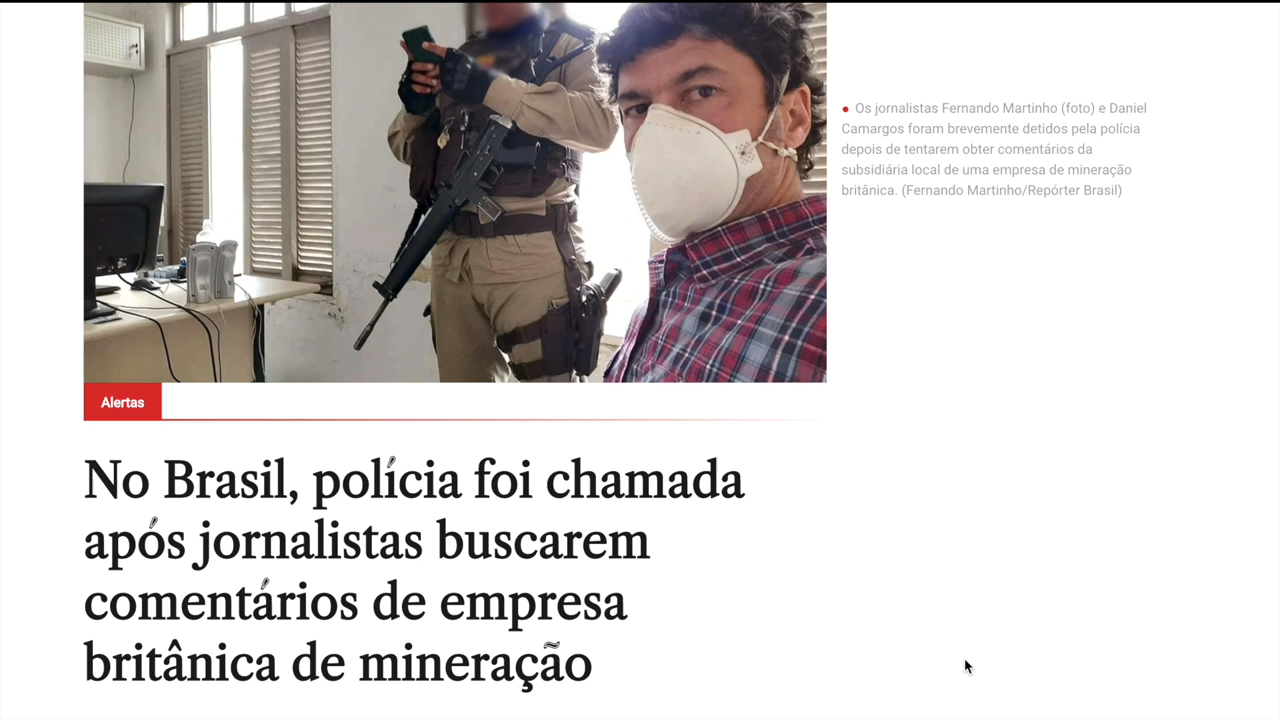 ● Os jornalistas Fernando Martinho (foto) e Daniel
Camargos foram brevemente detidos pela polícia
depois de tentarem obter comentários da
subsidiária local de uma empresa de mineração
britânica. (Fernando Martinho/Repórter Brasil)
Alertas
No Brasil, polícia foi chamada
após jornalistas buscarem
comentários de empresa
britânica de mineração